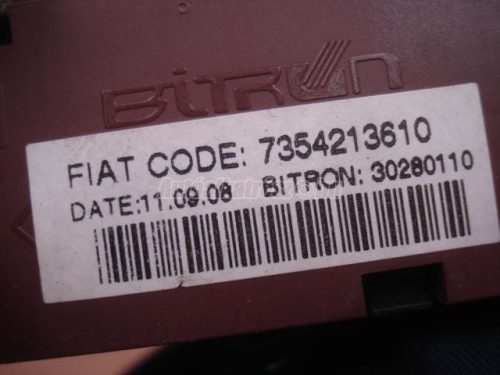 BITRON
FIAT CODE: 7354213610
DATE:11.09.08 BITRON: 30280110